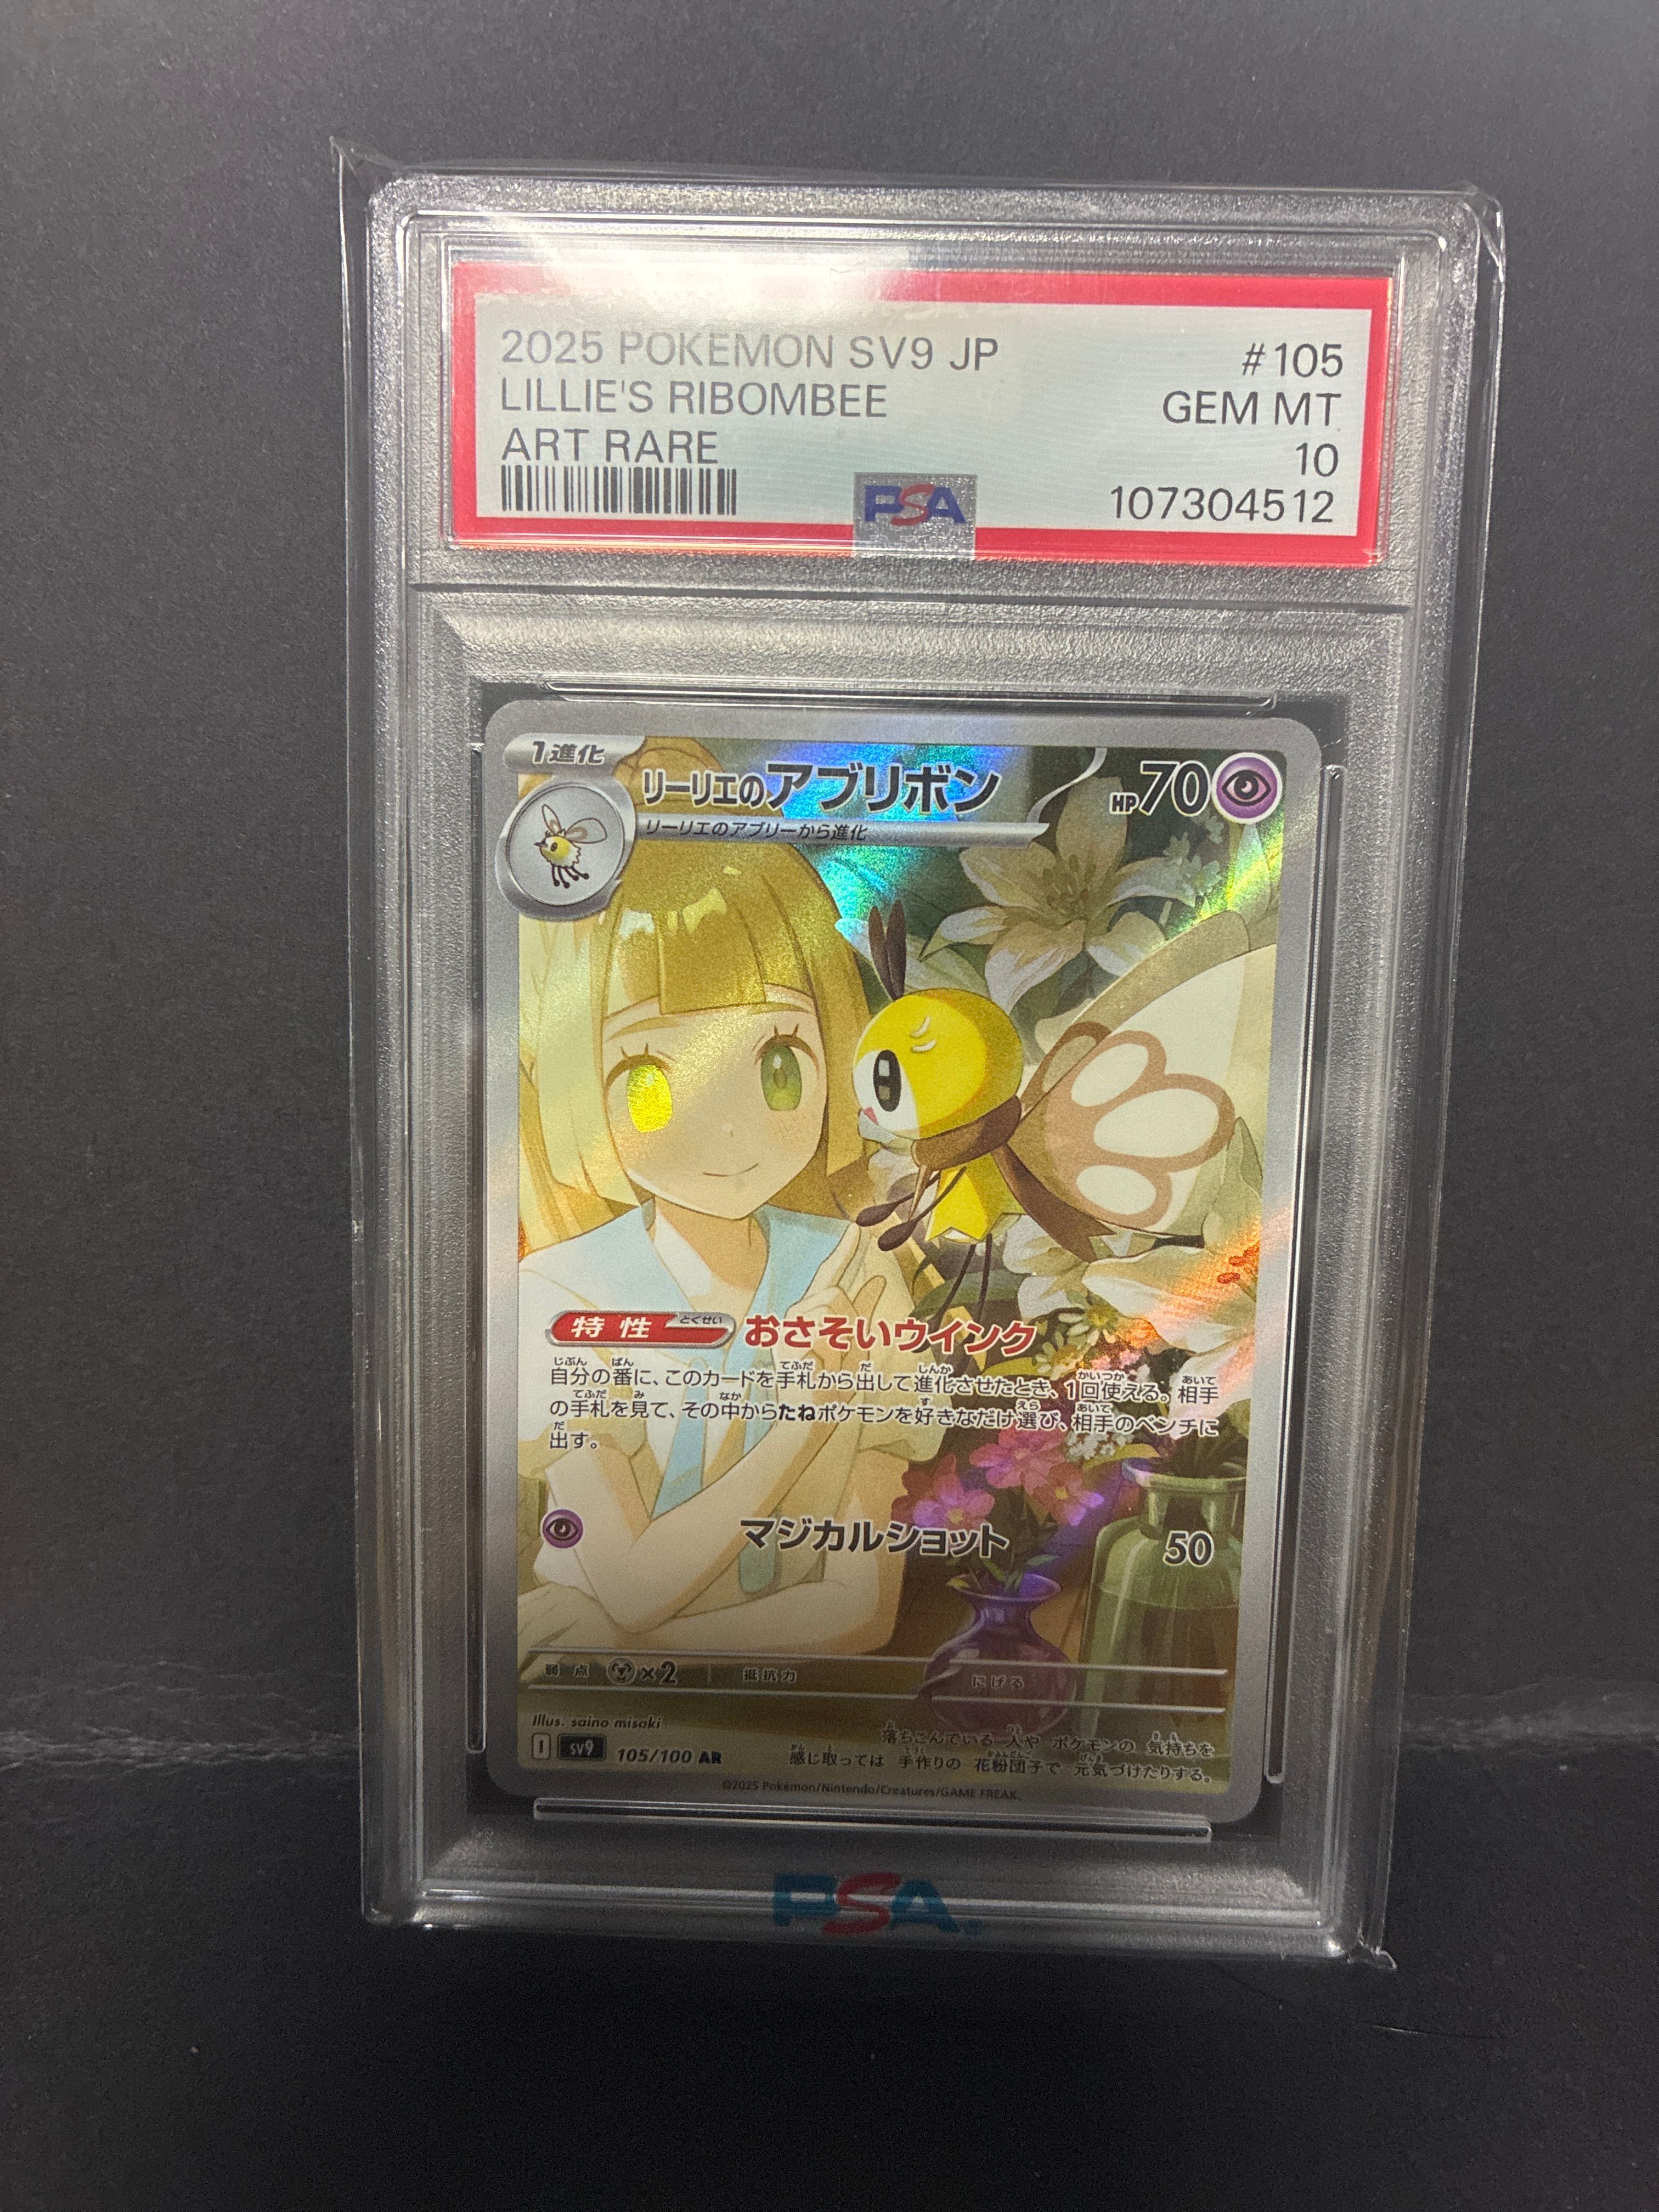 2025 POKEMON SV9 JP #105
LILLIE'S RIBOMBEE GEM MT
ART RARE 10
PSA 107304512
1進化
リーリエのアブリボン HP70
リーリエのアブリーから進化
特性 とくせい おさそいウインク
自分の番に、このカードを手札から出して進化させたとき、1回使える。相手
の手札を見て、その中からたねポケモンを好きなだけ選び、相手のベンチに
出す。
マジカルショット 50
弱点 ×2 抵抗力 にげる
Illus. saino misaki
I SV9 105/100 AR
落ちこんでいる 人や ポケモンの 気持ちを
感じ取っては 手作りの 花粉団子で 元気づけたりする。
©2025 Pokémon/Nintendo/Creatures/GAME FREAK.
PSA